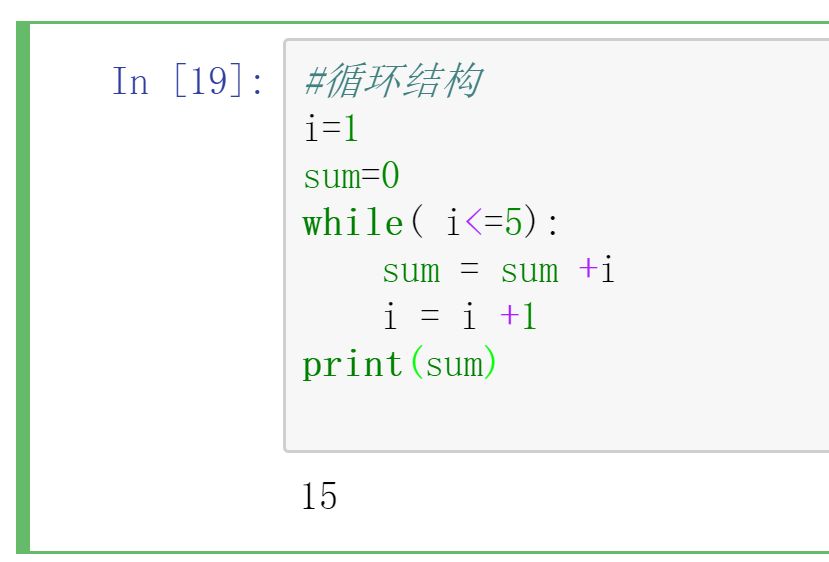 In [19]:
#循环结构
i=1
sum=0
while( i<=5):
    sum = sum +i
    i = i +1
print(sum)
15